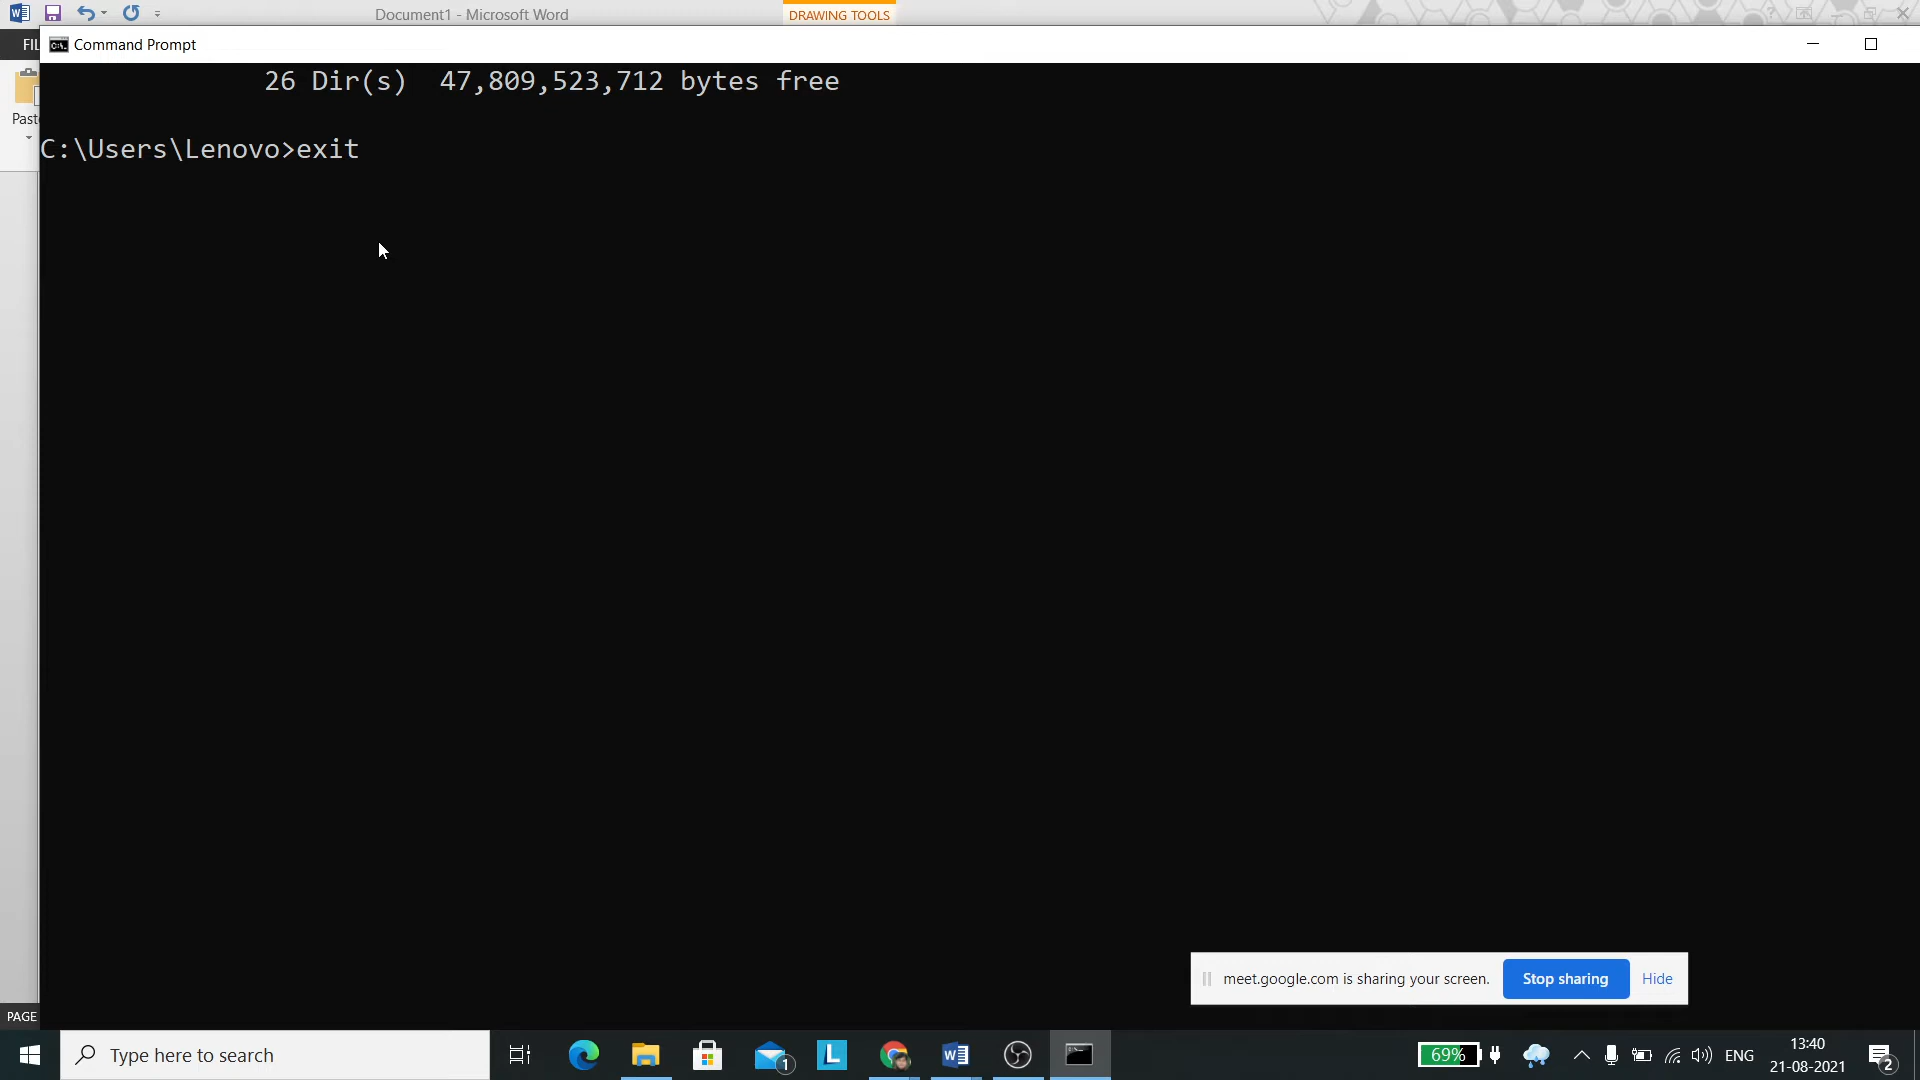 Document1 - Microsoft Word
DRAWING TOOLS
FIL
Command Prompt
26 Dir(s)  47,809,523,712 bytes free
Past
C:\Users\Lenovo>exit
meet.google.com is sharing your screen.
Stop sharing
Hide
PAGE
Type here to search
1
L
69%
ENG
13:40
21-08-2021
2